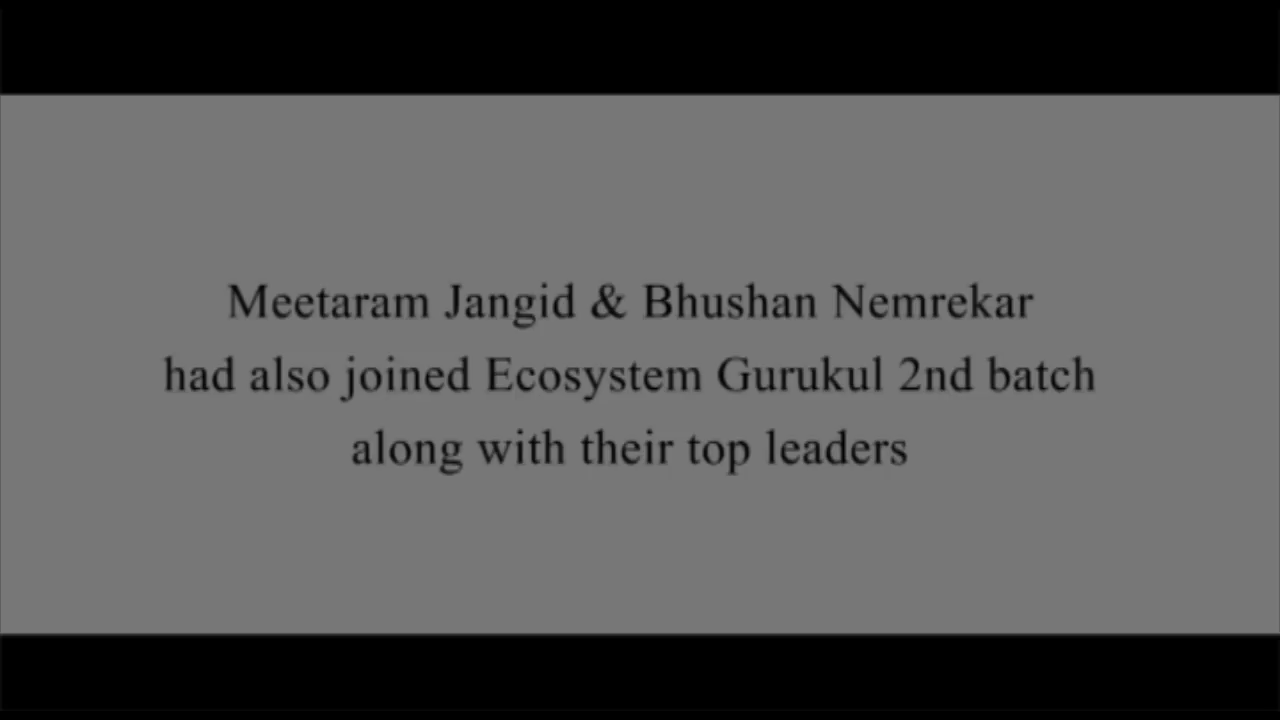 Meetaram Jangid & Bhushan Nemrekar
had also joined Ecosystem Gurukul 2nd batch
along with their top leaders